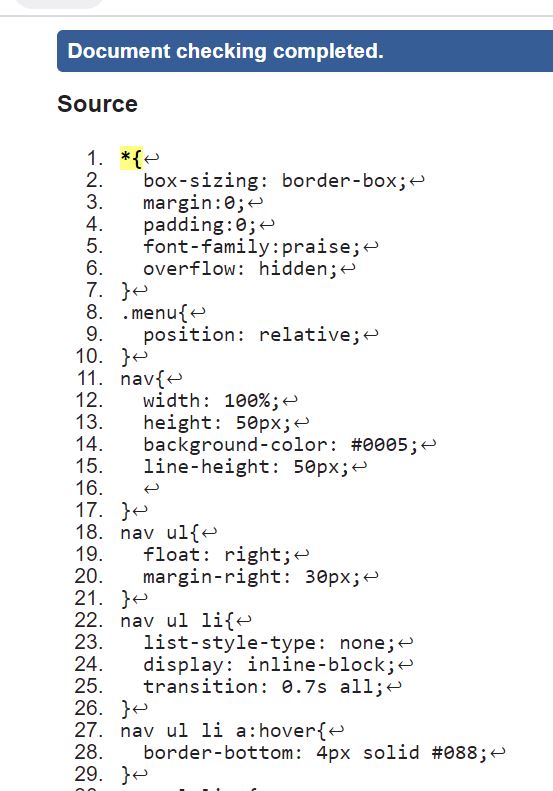 Document checking completed.
Source
1. *{↩
2. box-sizing: border-box;↩
3. margin:0;↩
4. padding:0;↩
5. font-family:praise;↩
6. overflow: hidden;↩
7. }↩
8. .menu{↩
9. position: relative;↩
10. }↩
11. nav{↩
12. width: 100%;↩
13. height: 50px;↩
14. background-color: #0005;↩
15. line-height: 50px;↩
16. ↩
17. }↩
18. nav ul{↩
19. float: right;↩
20. margin-right: 30px;↩
21. }↩
22. nav ul li{↩
23. list-style-type: none;↩
24. display: inline-block;↩
25. transition: 0.7s all;↩
26. }↩
27. nav ul li a:hover{↩
28. border-bottom: 4px solid #088;↩
29. }↩